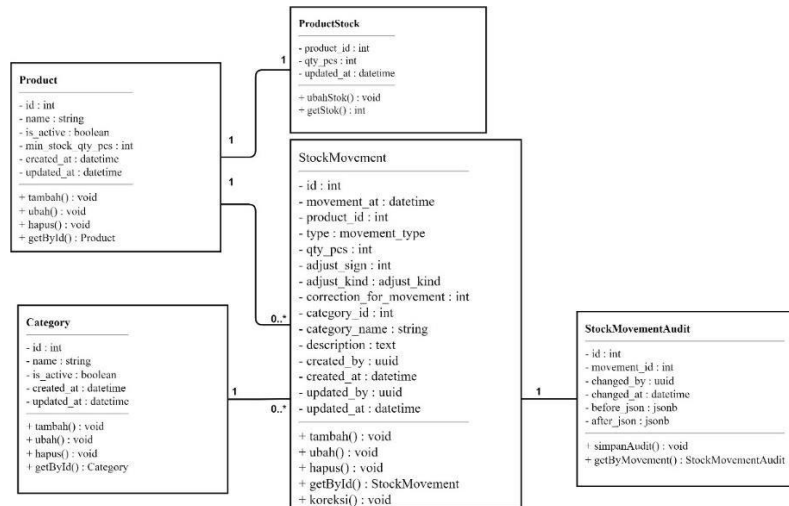 ProductStock
- product_id : int
- qty_pcs : int
- updated_at : datetime
+ ubahStok() : void
+ getStok() : int
1
Product
- id : int
- name : string
- is_active : boolean
- min_stock_qty_pcs : int
- created_at : datetime
- updated_at : datetime
+ tambah() : void
+ ubah() : void
+ hapus() : void
+ getById() : Product
1
1
StockMovement
- id : int
- movement_at : datetime
- product_id : int
- type : movement_type
- qty_pcs : int
- adjust_sign : int
- adjust_kind : adjust_kind
- correction_for_movement : int
- category_id : int
- category_name : string
- description : text
- created_by : uuid
- created_at : datetime
- updated_by : uuid
- updated_at : datetime
+ tambah() : void
+ ubah() : void
+ hapus() : void
+ getById() : StockMovement
+ koreksi() : void
0..*
0..*
Category
- id : int
- name : string
- is_active : boolean
- created_at : datetime
- updated_at : datetime
+ tambah() : void
+ ubah() : void
+ hapus() : void
+ getById() : Category
1
1
StockMovementAudit
- id : int
- movement_id : int
- changed_by : uuid
- changed_at : datetime
- before_json : jsonb
- after_json : jsonb
+ simpanAudit() : void
+ getByMovement() : StockMovementAudit